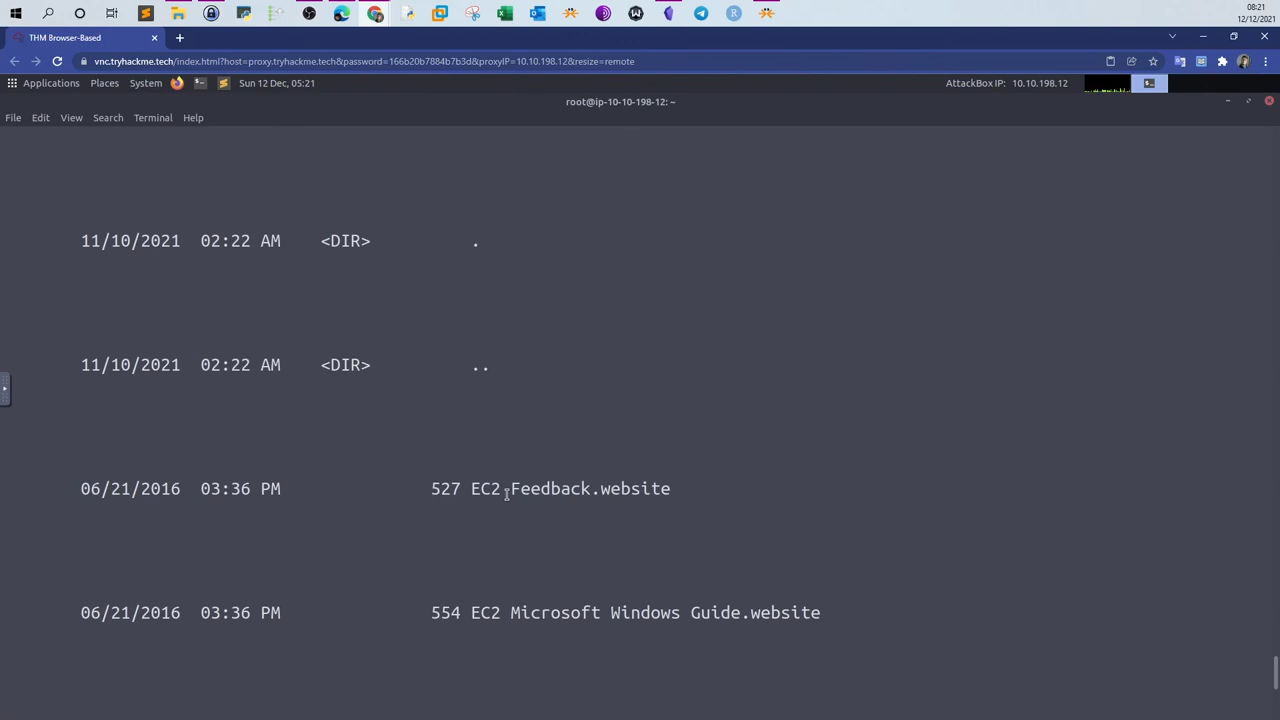 08:21
12/12/2021
THM Browser-Based
vnc.tryhackme.tech/index.html?host=proxy.tryhackme.tech&password=166b20b7884b7b3d&proxyIP=10.10.198.12&resize=remote
Applications Places System Sun 12 Dec, 05:21 AttackBox IP: 10.10.198.12
root@ip-10-10-198-12: ~
File Edit View Search Terminal Help
11/10/2021 02:22 AM <DIR> .
11/10/2021 02:22 AM <DIR> ..
06/21/2016 03:36 PM 527 EC2 Feedback.website
06/21/2016 03:36 PM 554 EC2 Microsoft Windows Guide.website